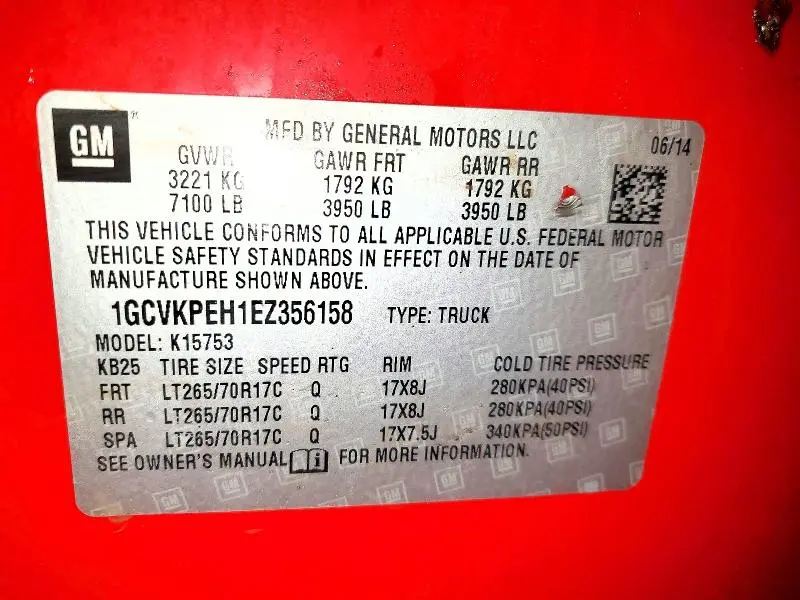 GM
MFD BY GENERAL MOTORS LLC
06/14
GVWR GAWR FRT GAWR RR
3221 KG 1792 KG 1792 KG
7100 LB 3950 LB 3950 LB
THIS VEHICLE CONFORMS TO ALL APPLICABLE U.S. FEDERAL MOTOR
VEHICLE SAFETY STANDARDS IN EFFECT ON THE DATE OF
MANUFACTURE SHOWN ABOVE.
1GCVKPEH1EZ356158 TYPE: TRUCK
MODEL: K15753
KB25 TIRE SIZE SPEED RTG RIM COLD TIRE PRESSURE
FRT LT265/70R17C Q 17X8J 280KPA(40PSI)
RR LT265/70R17C Q 17X8J 280KPA(40PSI)
SPA LT265/70R17C Q 17X7.5J 340KPA(50PSI)
SEE OWNER'S MANUAL FOR MORE INFORMATION.